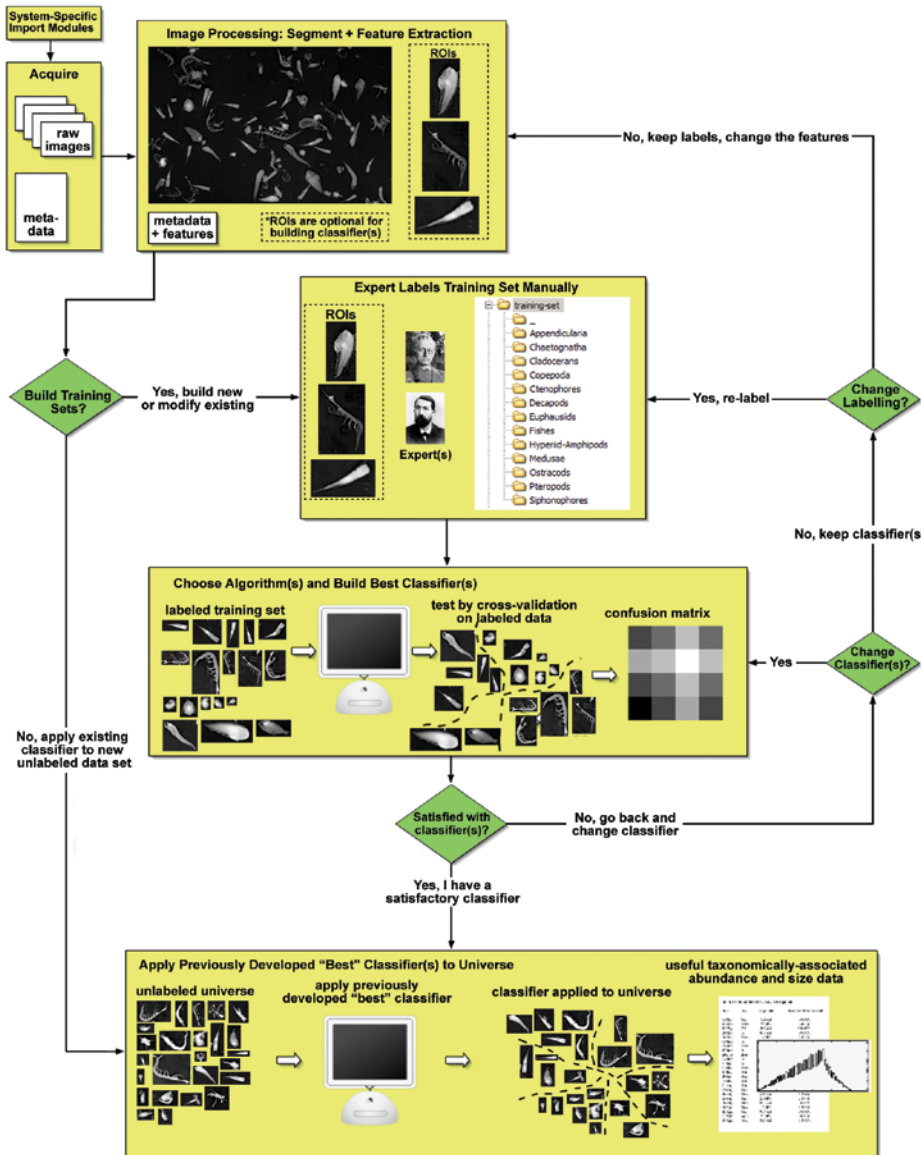 System-Specific
Import Modules
Acquire
raw
images
meta-
data
Image Processing: Segment + Feature Extraction
ROIs
metadata
+ features
*ROIs are optional for
building classifier(s)
No, keep labels, change the features
Expert Labels Training Set Manually
ROIs
Expert(s)
training-set
_
Appendicularia
Chaetognatha
Cladocerans
Copepoda
Ctenophores
Decapods
Euphausiids
Fishes
Hyperiid-Amphipods
Medusae
Ostracods
Pteropods
Siphonophores
Build Training
Sets?
Yes, build new
or modify existing
Yes, re-label
Change
Labelling?
No, keep classifier(s
Choose Algorithm(s) and Build Best Classifier(s)
labeled training set
test by cross-validation
on labeled data
confusion matrix
Yes
Change
Classifier(s)?
No, apply existing
classifier to new
unlabeled data set
Satisfied with
classifier(s)?
No, go back and
change classifier
Yes, I have a
satisfactory classifier
Apply Previously Developed “Best” Classifier(s) to Universe
unlabeled universe
apply previously
developed “best” classifier
classifier applied to universe
useful taxonomically-associated
abundance and size data